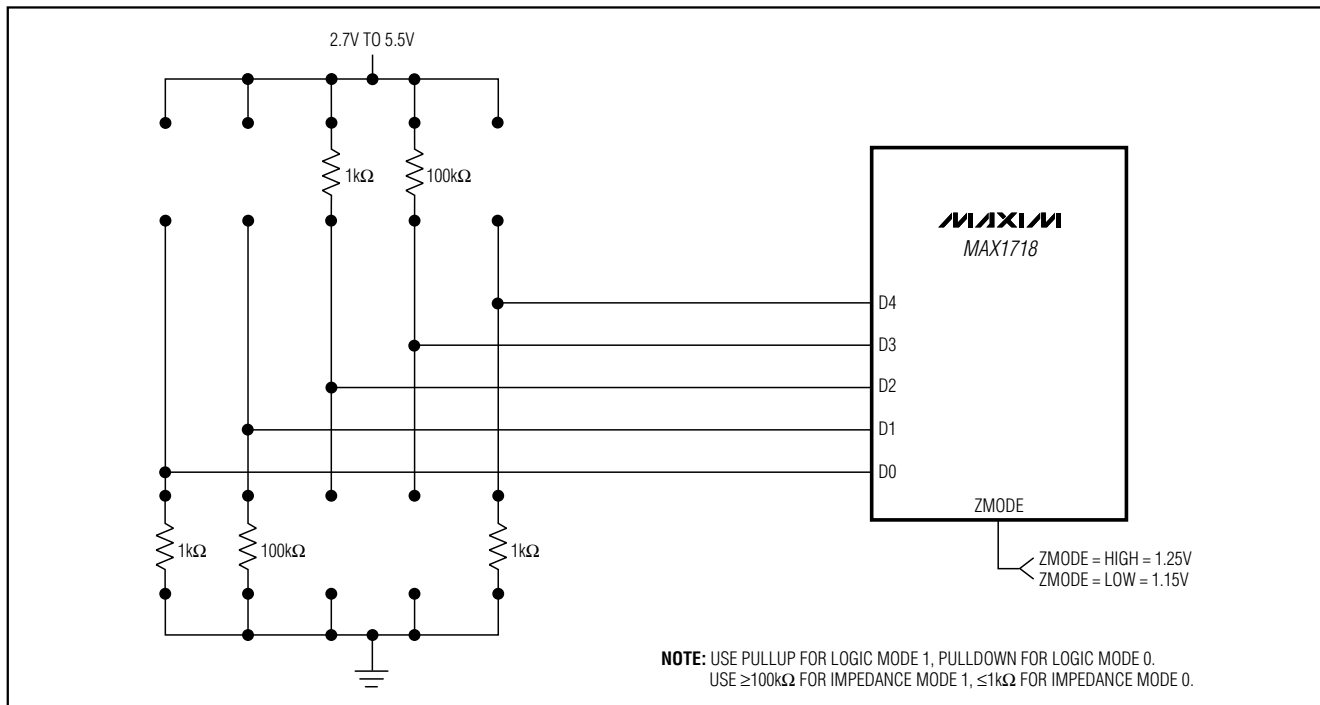 2.7V TO 5.5V
1kΩ
100kΩ
MAXIM
MAX1718
D4
D3
D2
D1
D0
ZMODE
1kΩ
100kΩ
1kΩ
ZMODE = HIGH = 1.25V
ZMODE = LOW = 1.15V
NOTE: USE PULLUP FOR LOGIC MODE 1, PULLDOWN FOR LOGIC MODE 0.
USE ≥100kΩ FOR IMPEDANCE MODE 1, ≤1kΩ FOR IMPEDANCE MODE 0.